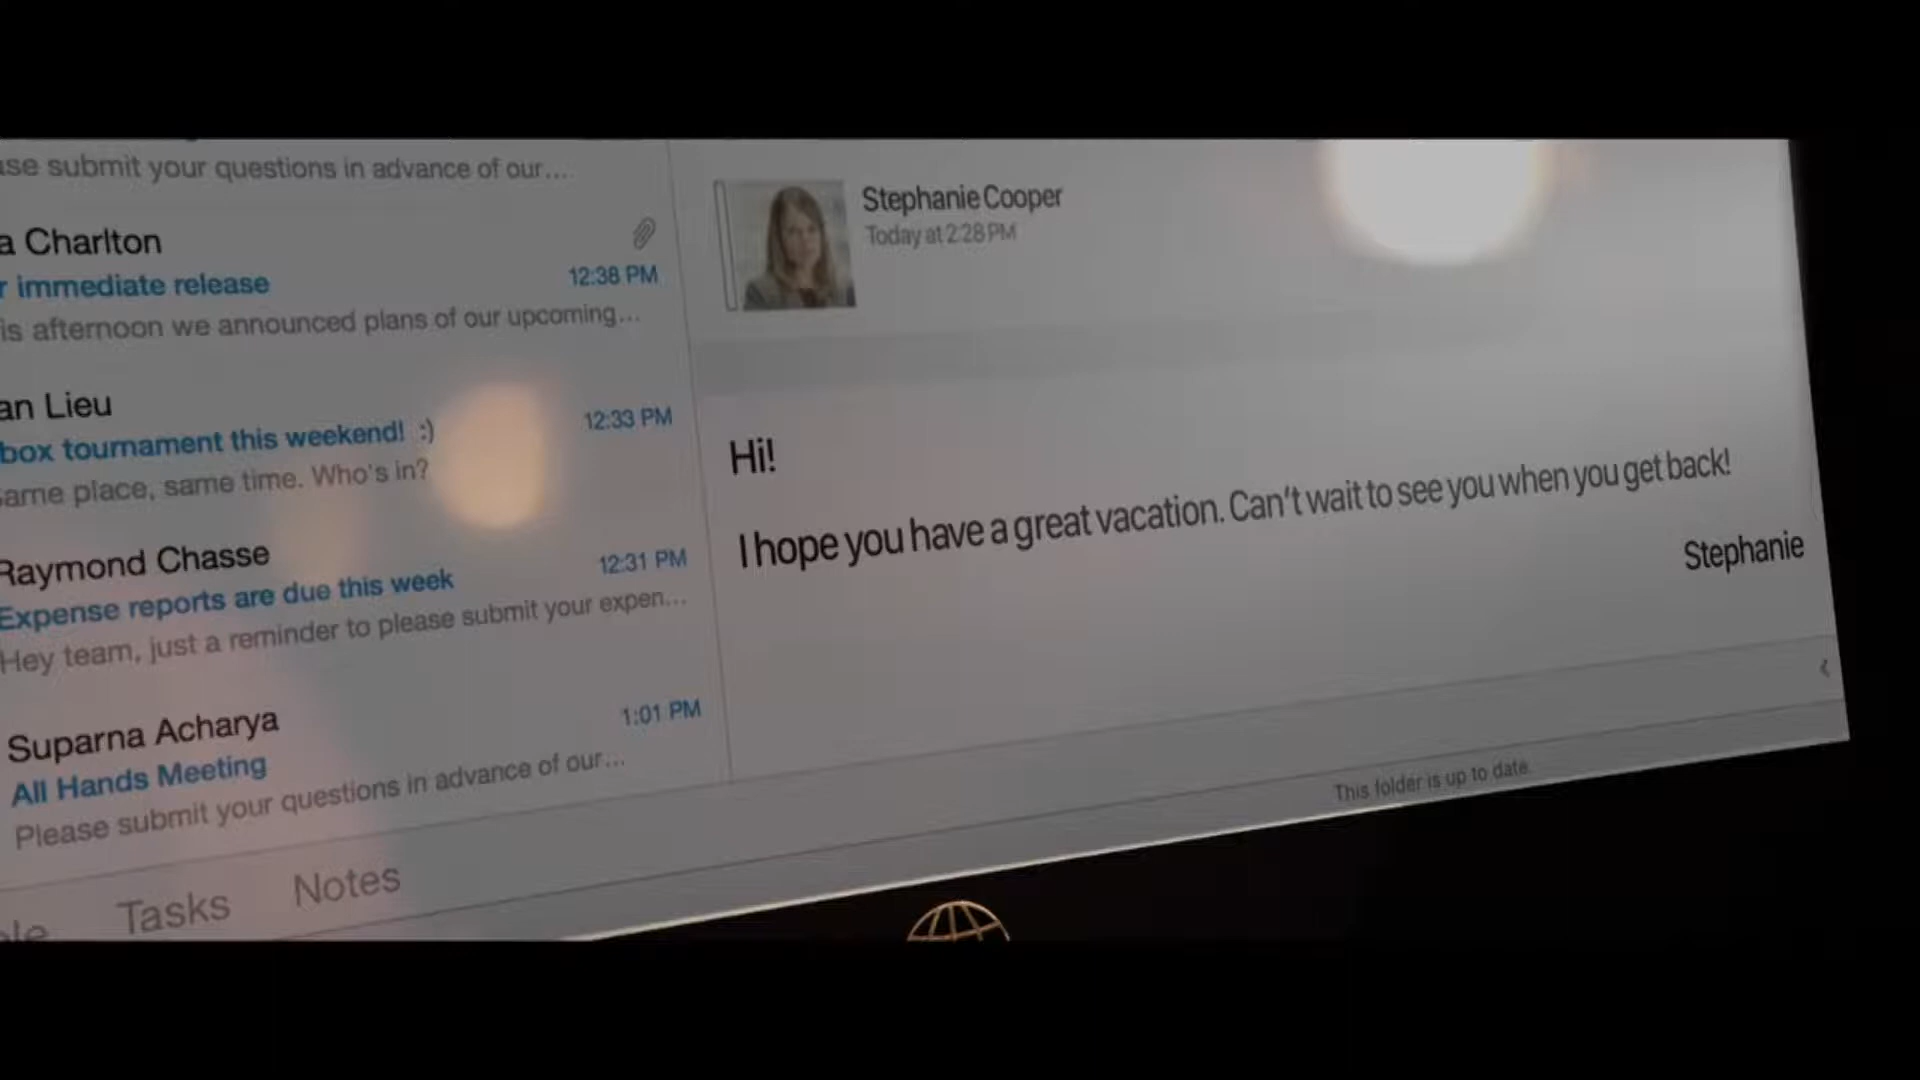 ase submit your questions in advance of our...
a Charlton
r immediate release 12:38 PM
is afternoon we announced plans of our upcoming...
an Lieu
box tournament this weekend! :) 12:33 PM
Same place, same time. Who's in?
Raymond Chasse
Expense reports are due this week 12:31 PM
Hey team, just a reminder to please submit your expen...
Suparna Acharya
All Hands Meeting 1:01 PM
Please submit your questions in advance of our...
Tasks Notes
Stephanie Cooper
Today at 2:28 PM
Hi!
I hope you have a great vacation. Can't wait to see you when you get back!
Stephanie
This folder is up to date.